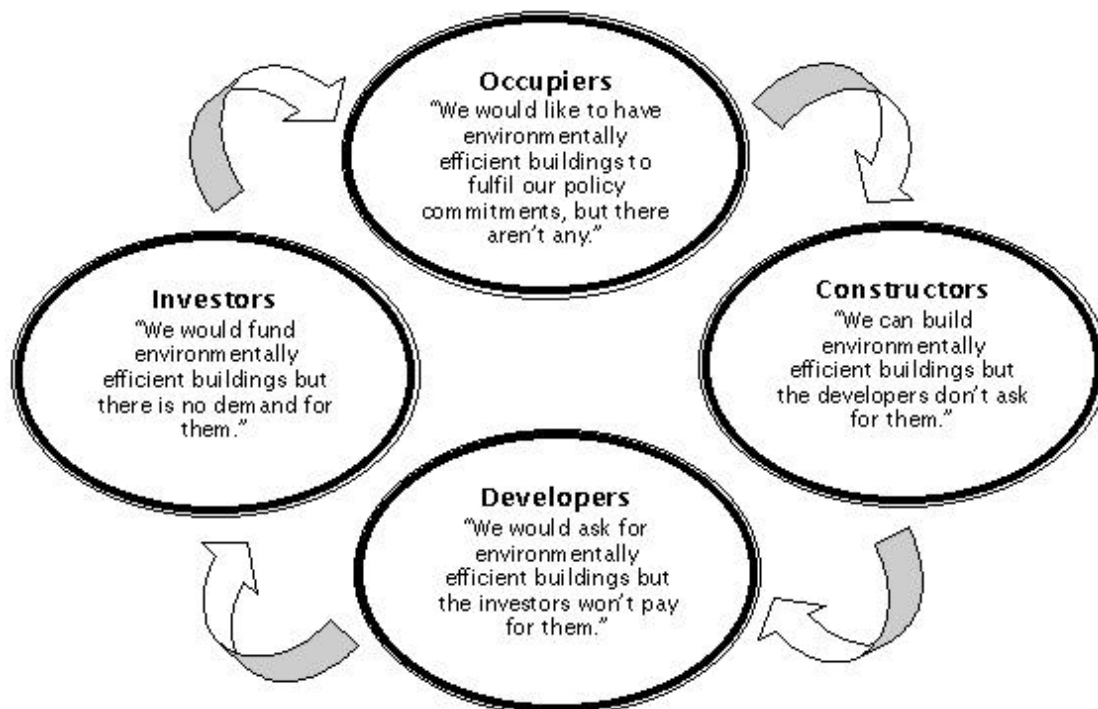 Occupiers
“We would like to have
environmentally
efficient buildings to
fulfil our policy
commitments, but there
aren’t any.”
Investors
“We would fund
environmentally
efficient buildings but
there is no demand for
them.”
Constructors
“We can build
environmentally
efficient buildings but
the developers don’t ask
for them.”
Developers
“We would ask for
environmentally
efficient buildings but
the investors won’t pay
for them.”